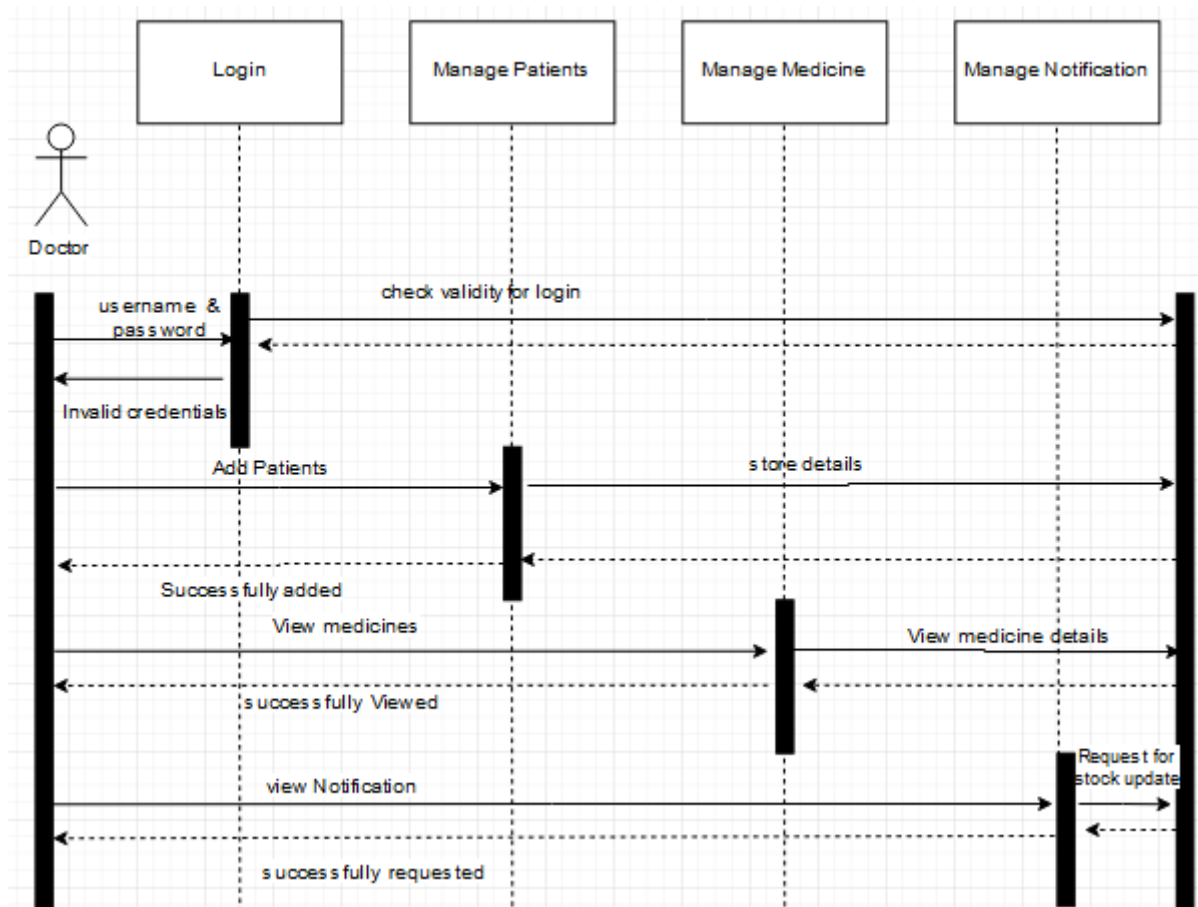 Login
Manage Patients
Manage Medicine
Manage Notification
Doctor
check validity for login
username &
password
Invalid credentials
Add Patients
store details
Successfully added
View medicines
View medicine details
successfully Viewed
Request for
stock update
view Notification
successfully requested